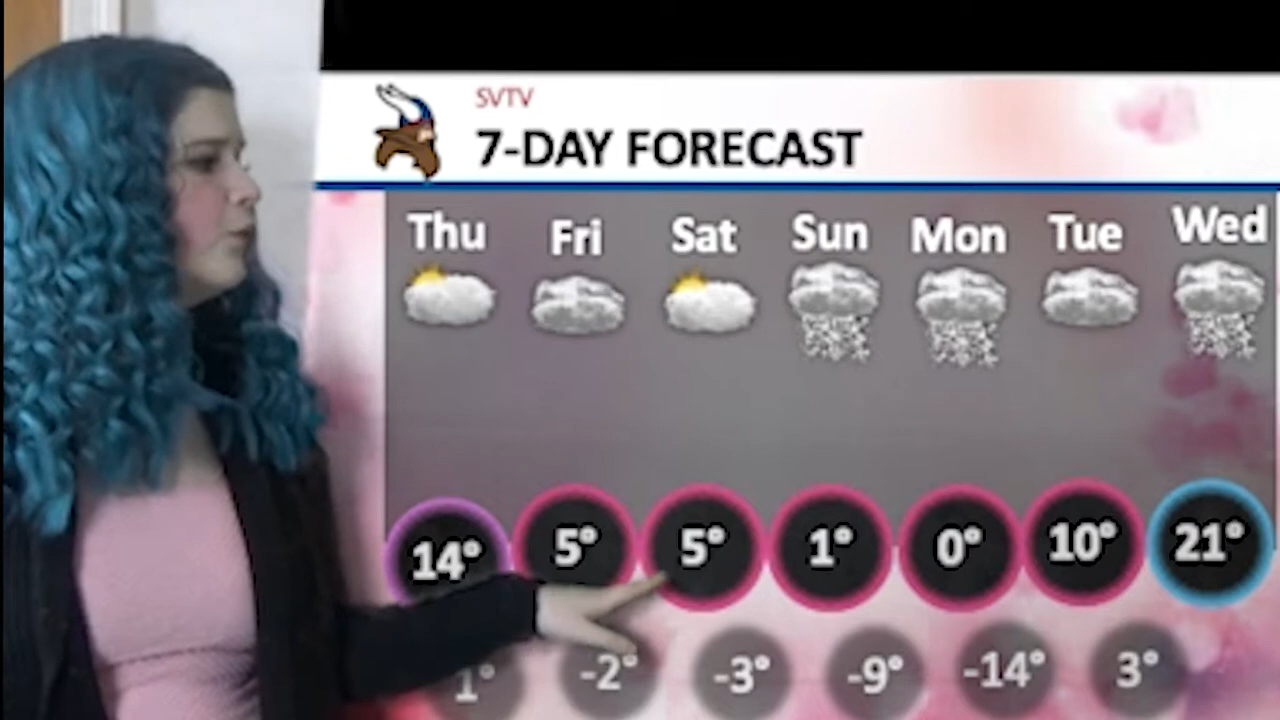 SVTV
7-DAY FORECAST
Thu Fri Sat Sun Mon Tue Wed
14° 5° 5° 1° 0° 10° 21°
1° -2° -3° -9° -14° 3°